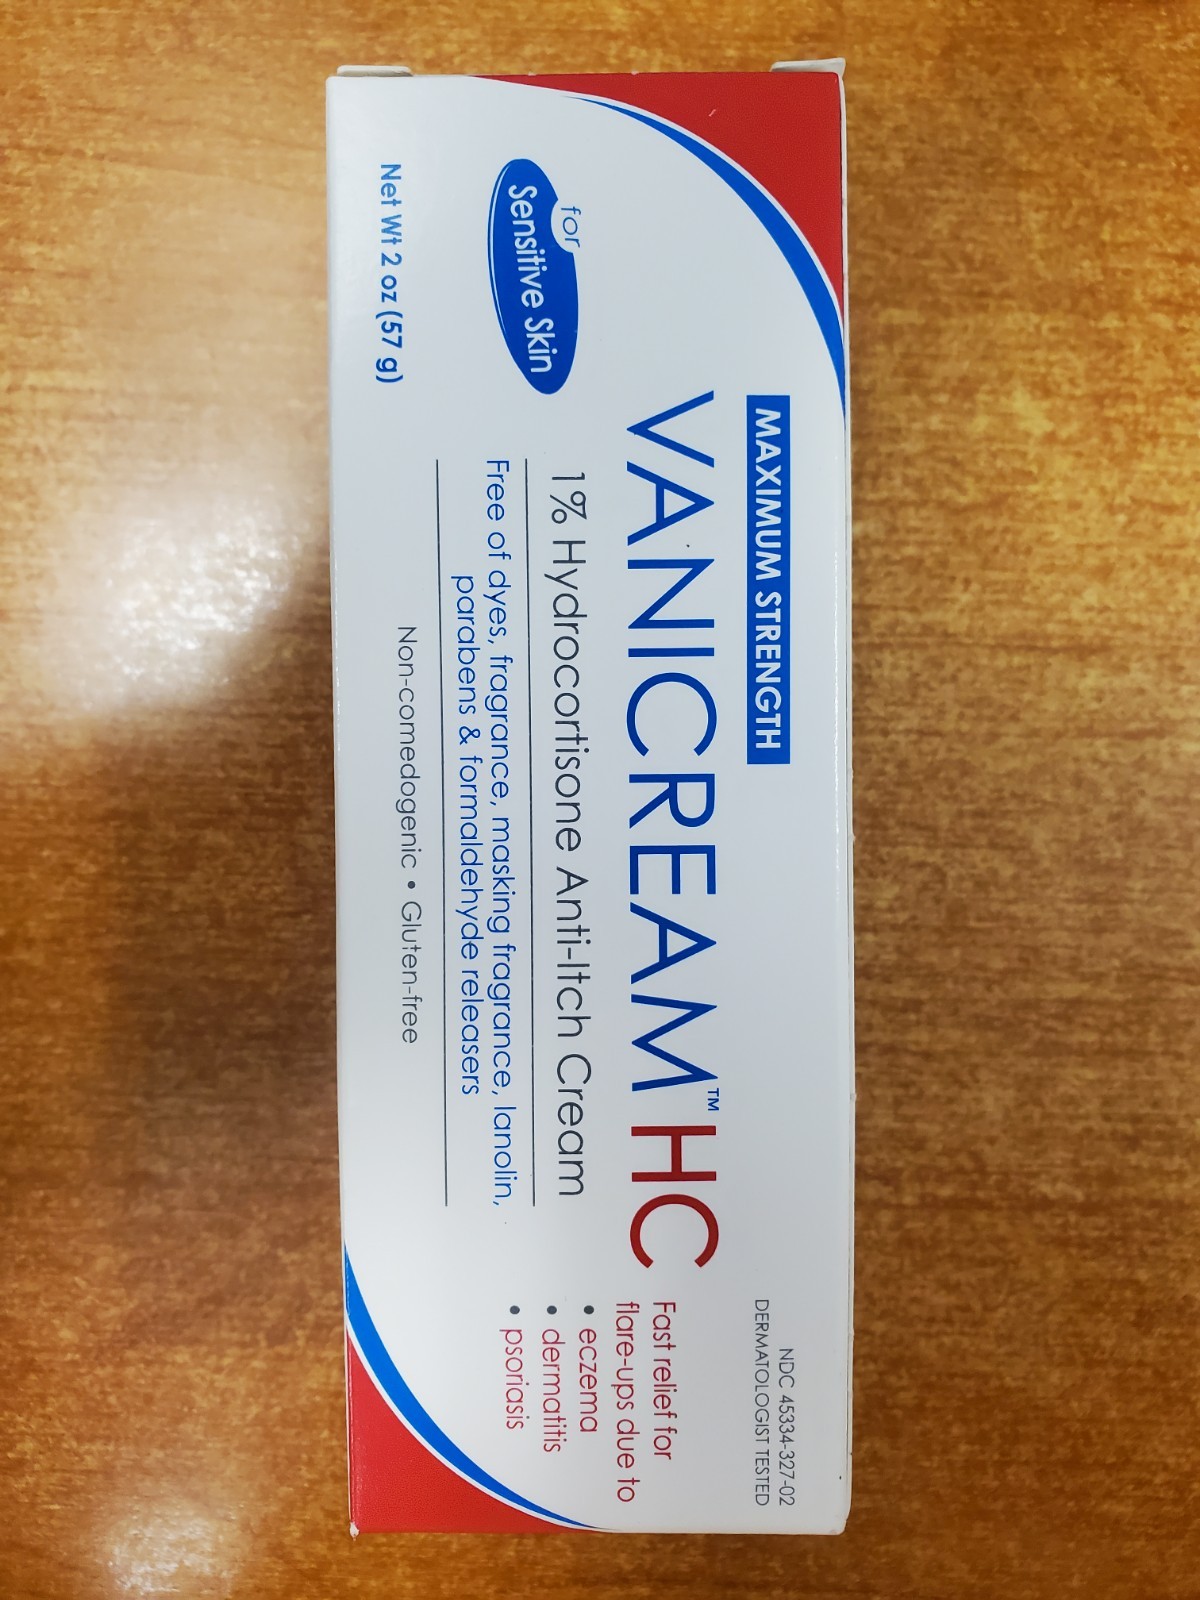 NDC 45334-327-02
DERMATOLOGIST TESTED
MAXIMUM STRENGTH
VANICREAM™ HC
1% Hydrocortisone Anti-Itch Cream
Free of dyes, fragrance, masking fragrance, lanolin,
parabens & formaldehyde releasers
Non-comedogenic • Gluten-free
for
Sensitive Skin
Net Wt 2 oz (57 g)
Fast relief for
flare-ups due to
• eczema
• dermatitis
• psoriasis